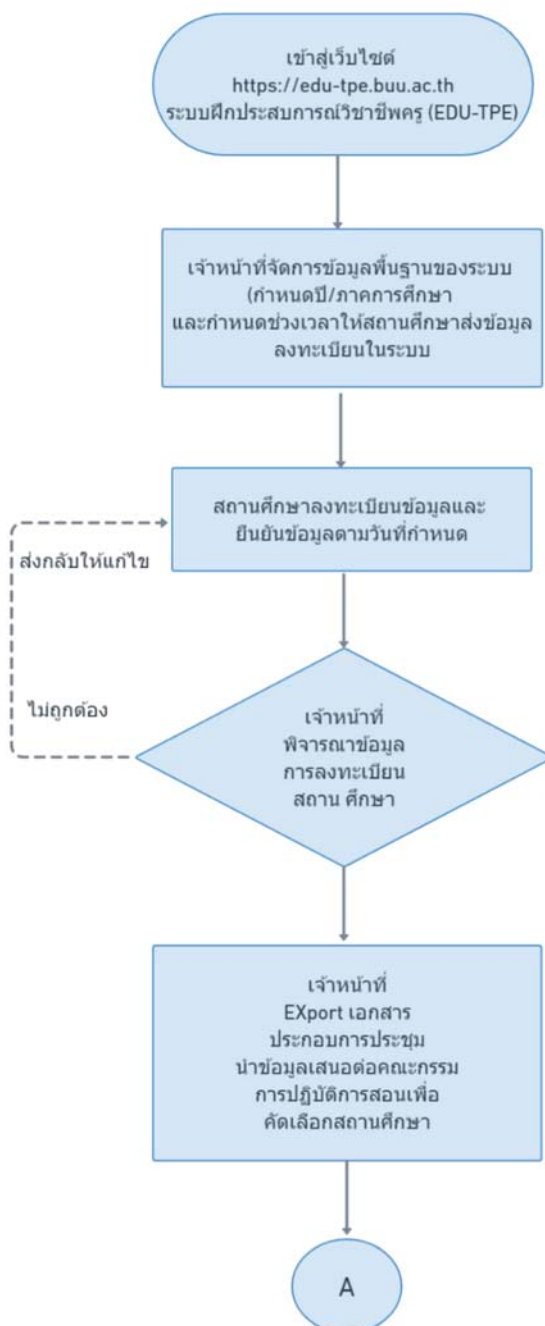 เข้าสู่เว็บไซต์
https://edu-tpe.buu.ac.th
ระบบฝึกประสบการณ์วิชาชีพครู (EDU-TPE)
เจ้าหน้าที่จัดการข้อมูลพื้นฐานของระบบ
(กำหนดปี/ภาคการศึกษา
และกำหนดช่วงเวลาให้สถานศึกษาส่งข้อมูล
ลงทะเบียนในระบบ
สถานศึกษาลงทะเบียนข้อมูลและ
ยืนยันข้อมูลตามวันที่กำหนด
ส่งกลับให้แก้ไข
ไม่ถูกต้อง
เจ้าหน้าที่
พิจารณาข้อมูล
การลงทะเบียน
สถาน ศึกษา
เจ้าหน้าที่
EXport เอกสาร
ประกอบการประชุม
นำข้อมูลเสนอต่อคณะกรรม
การปฏิบัติการสอนเพื่อ
คัดเลือกสถานศึกษา
A